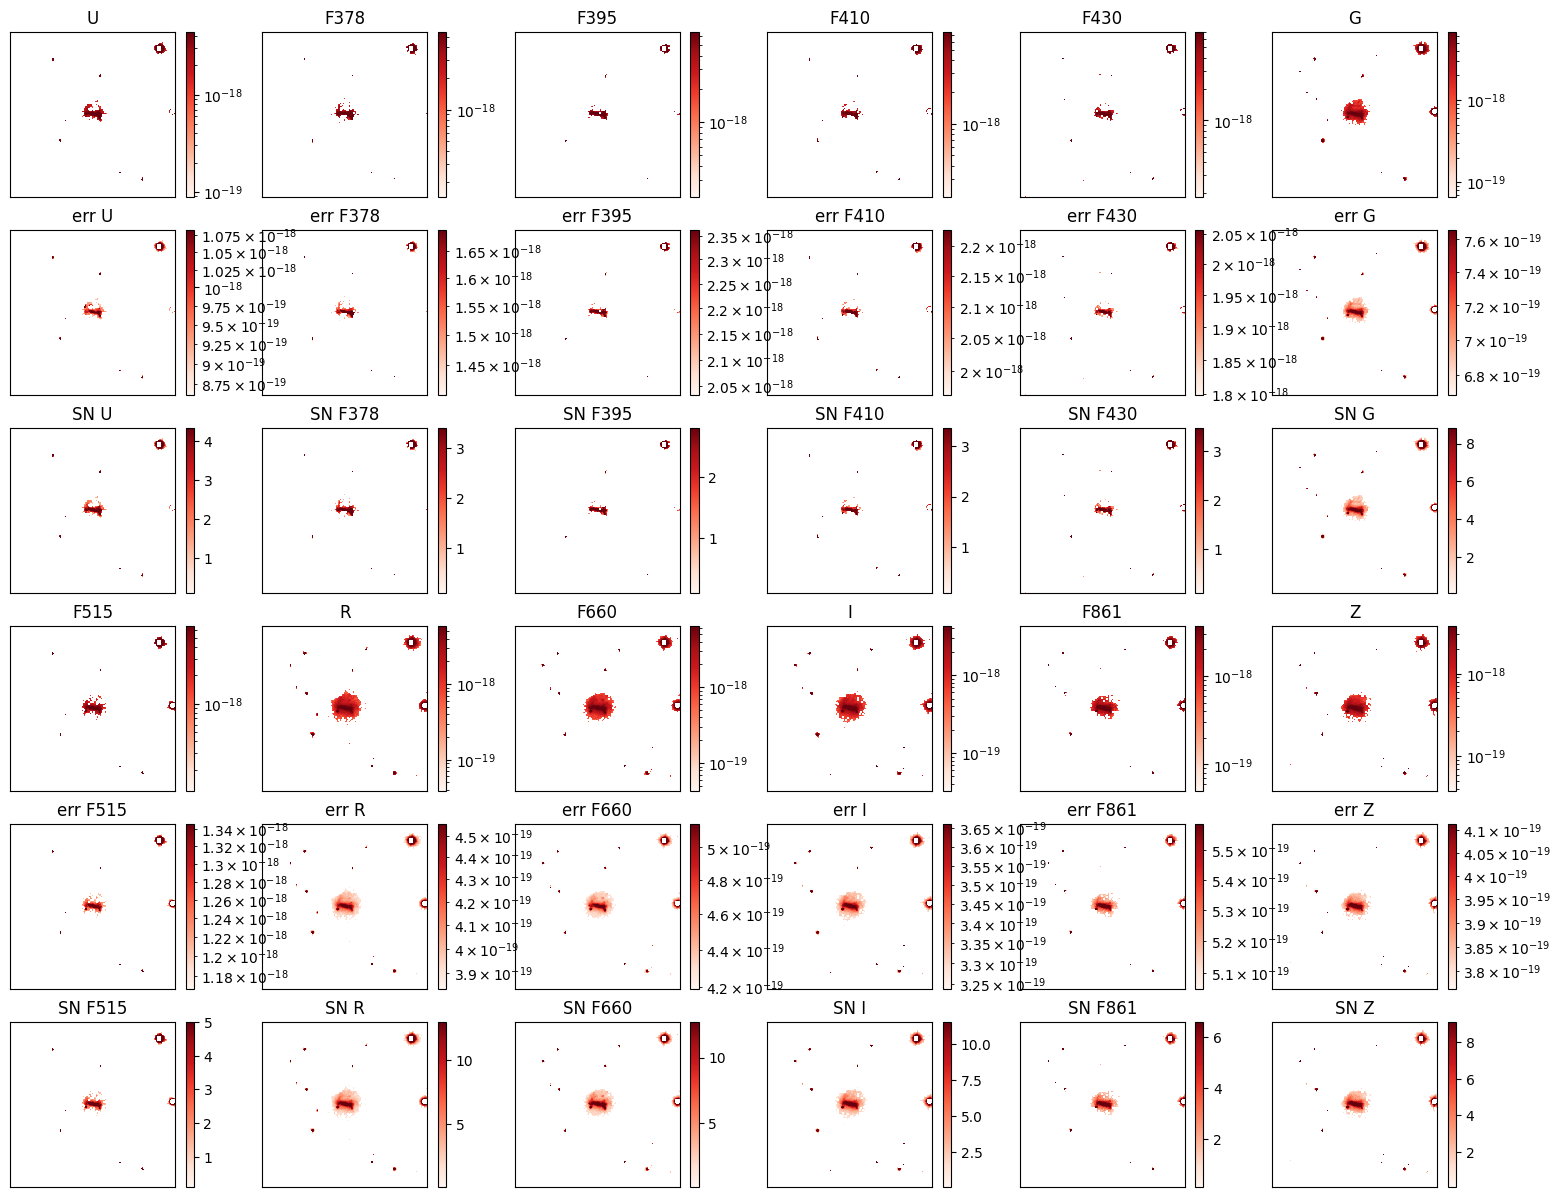 U F378 F395 F410 F430 G
10^{-18} 10^{-18} 10^{-18} 10^{-18} 10^{-18} 10^{-18}
10^{-19} 10^{-19}
err U err F378 err F395 err F410 err F430 err G
1.075 × 10^{-18} 1.65 × 10^{-18} 2.35 × 10^{-18} 2.2 × 10^{-18} 2.05 × 10^{-18} 7.6 × 10^{-19}
1.05 × 10^{-18} 1.6 × 10^{-18} 2.3 × 10^{-18} 2.15 × 10^{-18} 2 × 10^{-18} 7.4 × 10^{-19}
1.025 × 10^{-18} 1.55 × 10^{-18} 2.25 × 10^{-18} 2.1 × 10^{-18} 1.95 × 10^{-18} 7.2 × 10^{-19}
10^{-18} 1.5 × 10^{-18} 2.2 × 10^{-18} 2.05 × 10^{-18} 1.9 × 10^{-18} 7 × 10^{-19}
9.75 × 10^{-19} 1.45 × 10^{-18} 2.15 × 10^{-18} 2 × 10^{-18} 1.85 × 10^{-18} 6.8 × 10^{-19}
9.5 × 10^{-19} 2.1 × 10^{-18} 1.8 × 10^{-18}
9.25 × 10^{-19} 2.05 × 10^{-18}
9 × 10^{-19}
8.75 × 10^{-19}
SN U SN F378 SN F395 SN F410 SN F430 SN G
4 3 2 3 3 8
3 2 1 2 2 6
2 1 1 1 4
1 2
F515 R F660 I F861 Z
10^{-18} 10^{-18} 10^{-18} 10^{-18} 10^{-18} 10^{-18}
10^{-19} 10^{-19} 10^{-19} 10^{-19} 10^{-19}
err F515 err R err F660 err I err F861 err Z
1.34 × 10^{-18} 4.5 × 10^{-19} 5 × 10^{-19} 3.65 × 10^{-19} 5.5 × 10^{-19} 4.1 × 10^{-19}
1.32 × 10^{-18} 4.4 × 10^{-19} 4.8 × 10^{-19} 3.6 × 10^{-19} 5.4 × 10^{-19} 4.05 × 10^{-19}
1.3 × 10^{-18} 4.3 × 10^{-19} 4.6 × 10^{-19} 3.55 × 10^{-19} 5.3 × 10^{-19} 4 × 10^{-19}
1.28 × 10^{-18} 4.2 × 10^{-19} 4.4 × 10^{-19} 3.5 × 10^{-19} 5.2 × 10^{-19} 3.95 × 10^{-19}
1.26 × 10^{-18} 4.1 × 10^{-19} 4.2 × 10^{-19} 3.45 × 10^{-19} 5.1 × 10^{-19} 3.9 × 10^{-19}
1.24 × 10^{-18} 4 × 10^{-19} 3.4 × 10^{-19} 3.85 × 10^{-19}
1.22 × 10^{-18} 3.9 × 10^{-19} 3.35 × 10^{-19} 3.8 × 10^{-19}
1.2 × 10^{-18} 3.3 × 10^{-19}
1.18 × 10^{-18} 3.25 × 10^{-19}
SN F515 SN R SN F660 SN I SN F861 SN Z
5 10 10 10.0 6 8
4 5 5 7.5 4 6
3 5.0 2 4
2 2.5 2
1